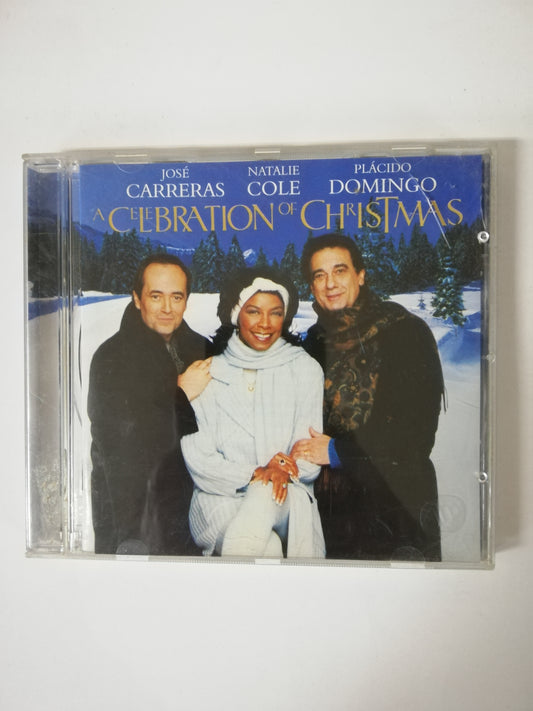 JOSÉ NATALIE PLÁCIDO
CARRERAS COLE DOMINGO
A CELEBRATION OF CHRISTMAS